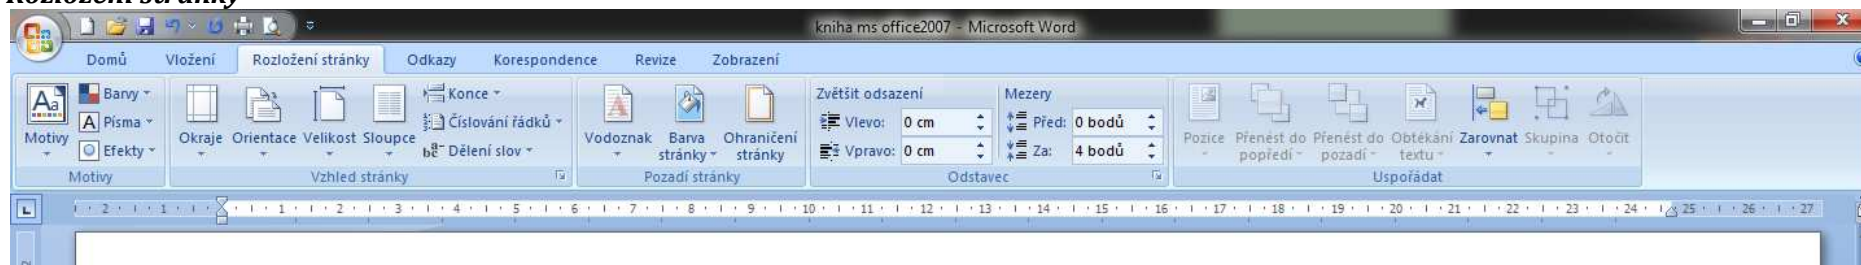 Rozložení stránky
kniha ms office2007 - Microsoft Word
Domů Vložení Rozložení stránky Odkazy Korespondence Revize Zobrazení
Aa Barvy Konce Zvětšit odsazení Mezery
A Písma Číslování řádků Vlevo: 0 cm Před: 0 bodů
Motivy Efekty Okraje Orientace Velikost Sloupce Dělení slov Vodoznak Barva stránky Ohraničení stránky Vpravo: 0 cm Za: 4 bodů Pozice Přenést do popředí Přenést do pozadí Obtékání textu Zarovnat Skupina Otočit
Motivy Vzhled stránky Pozadí stránky Odstavec Uspořádat
L 2 1 1 2 3 4 5 6 7 8 9 10 11 12 13 14 15 16 17 18 19 20 21 22 23 24 25 26 27